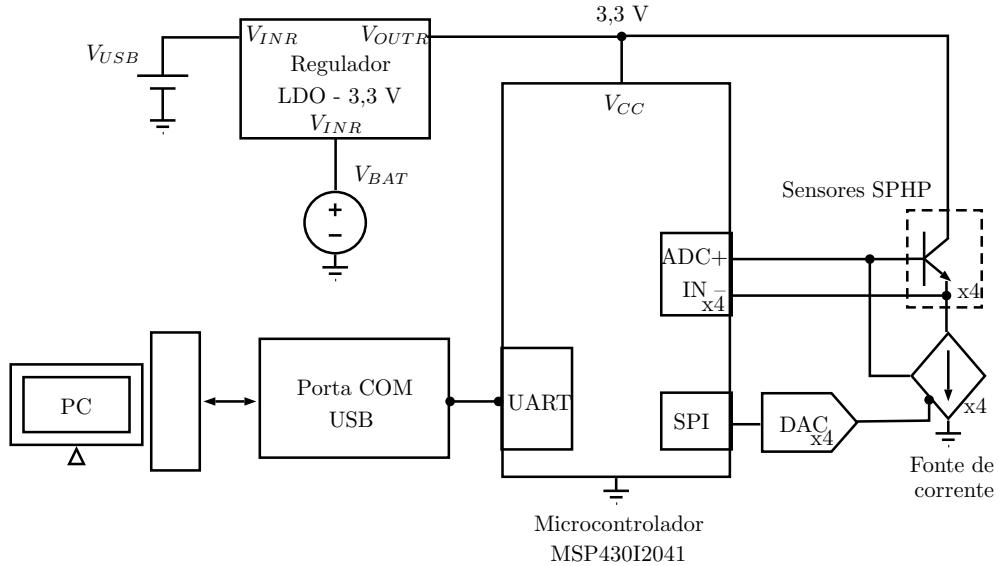 3,3 V
V_INR
V_OUTR
V_USB
Regulador
LDO - 3,3 V
V_INR
V_CC
V_BAT
+
−
Sensores SPHP
ADC+
IN −
x4
x4
PC
Porta COM
USB
UART
SPI
DAC
x4
x4
Fonte de
corrente
Microcontrolador
MSP430I2041